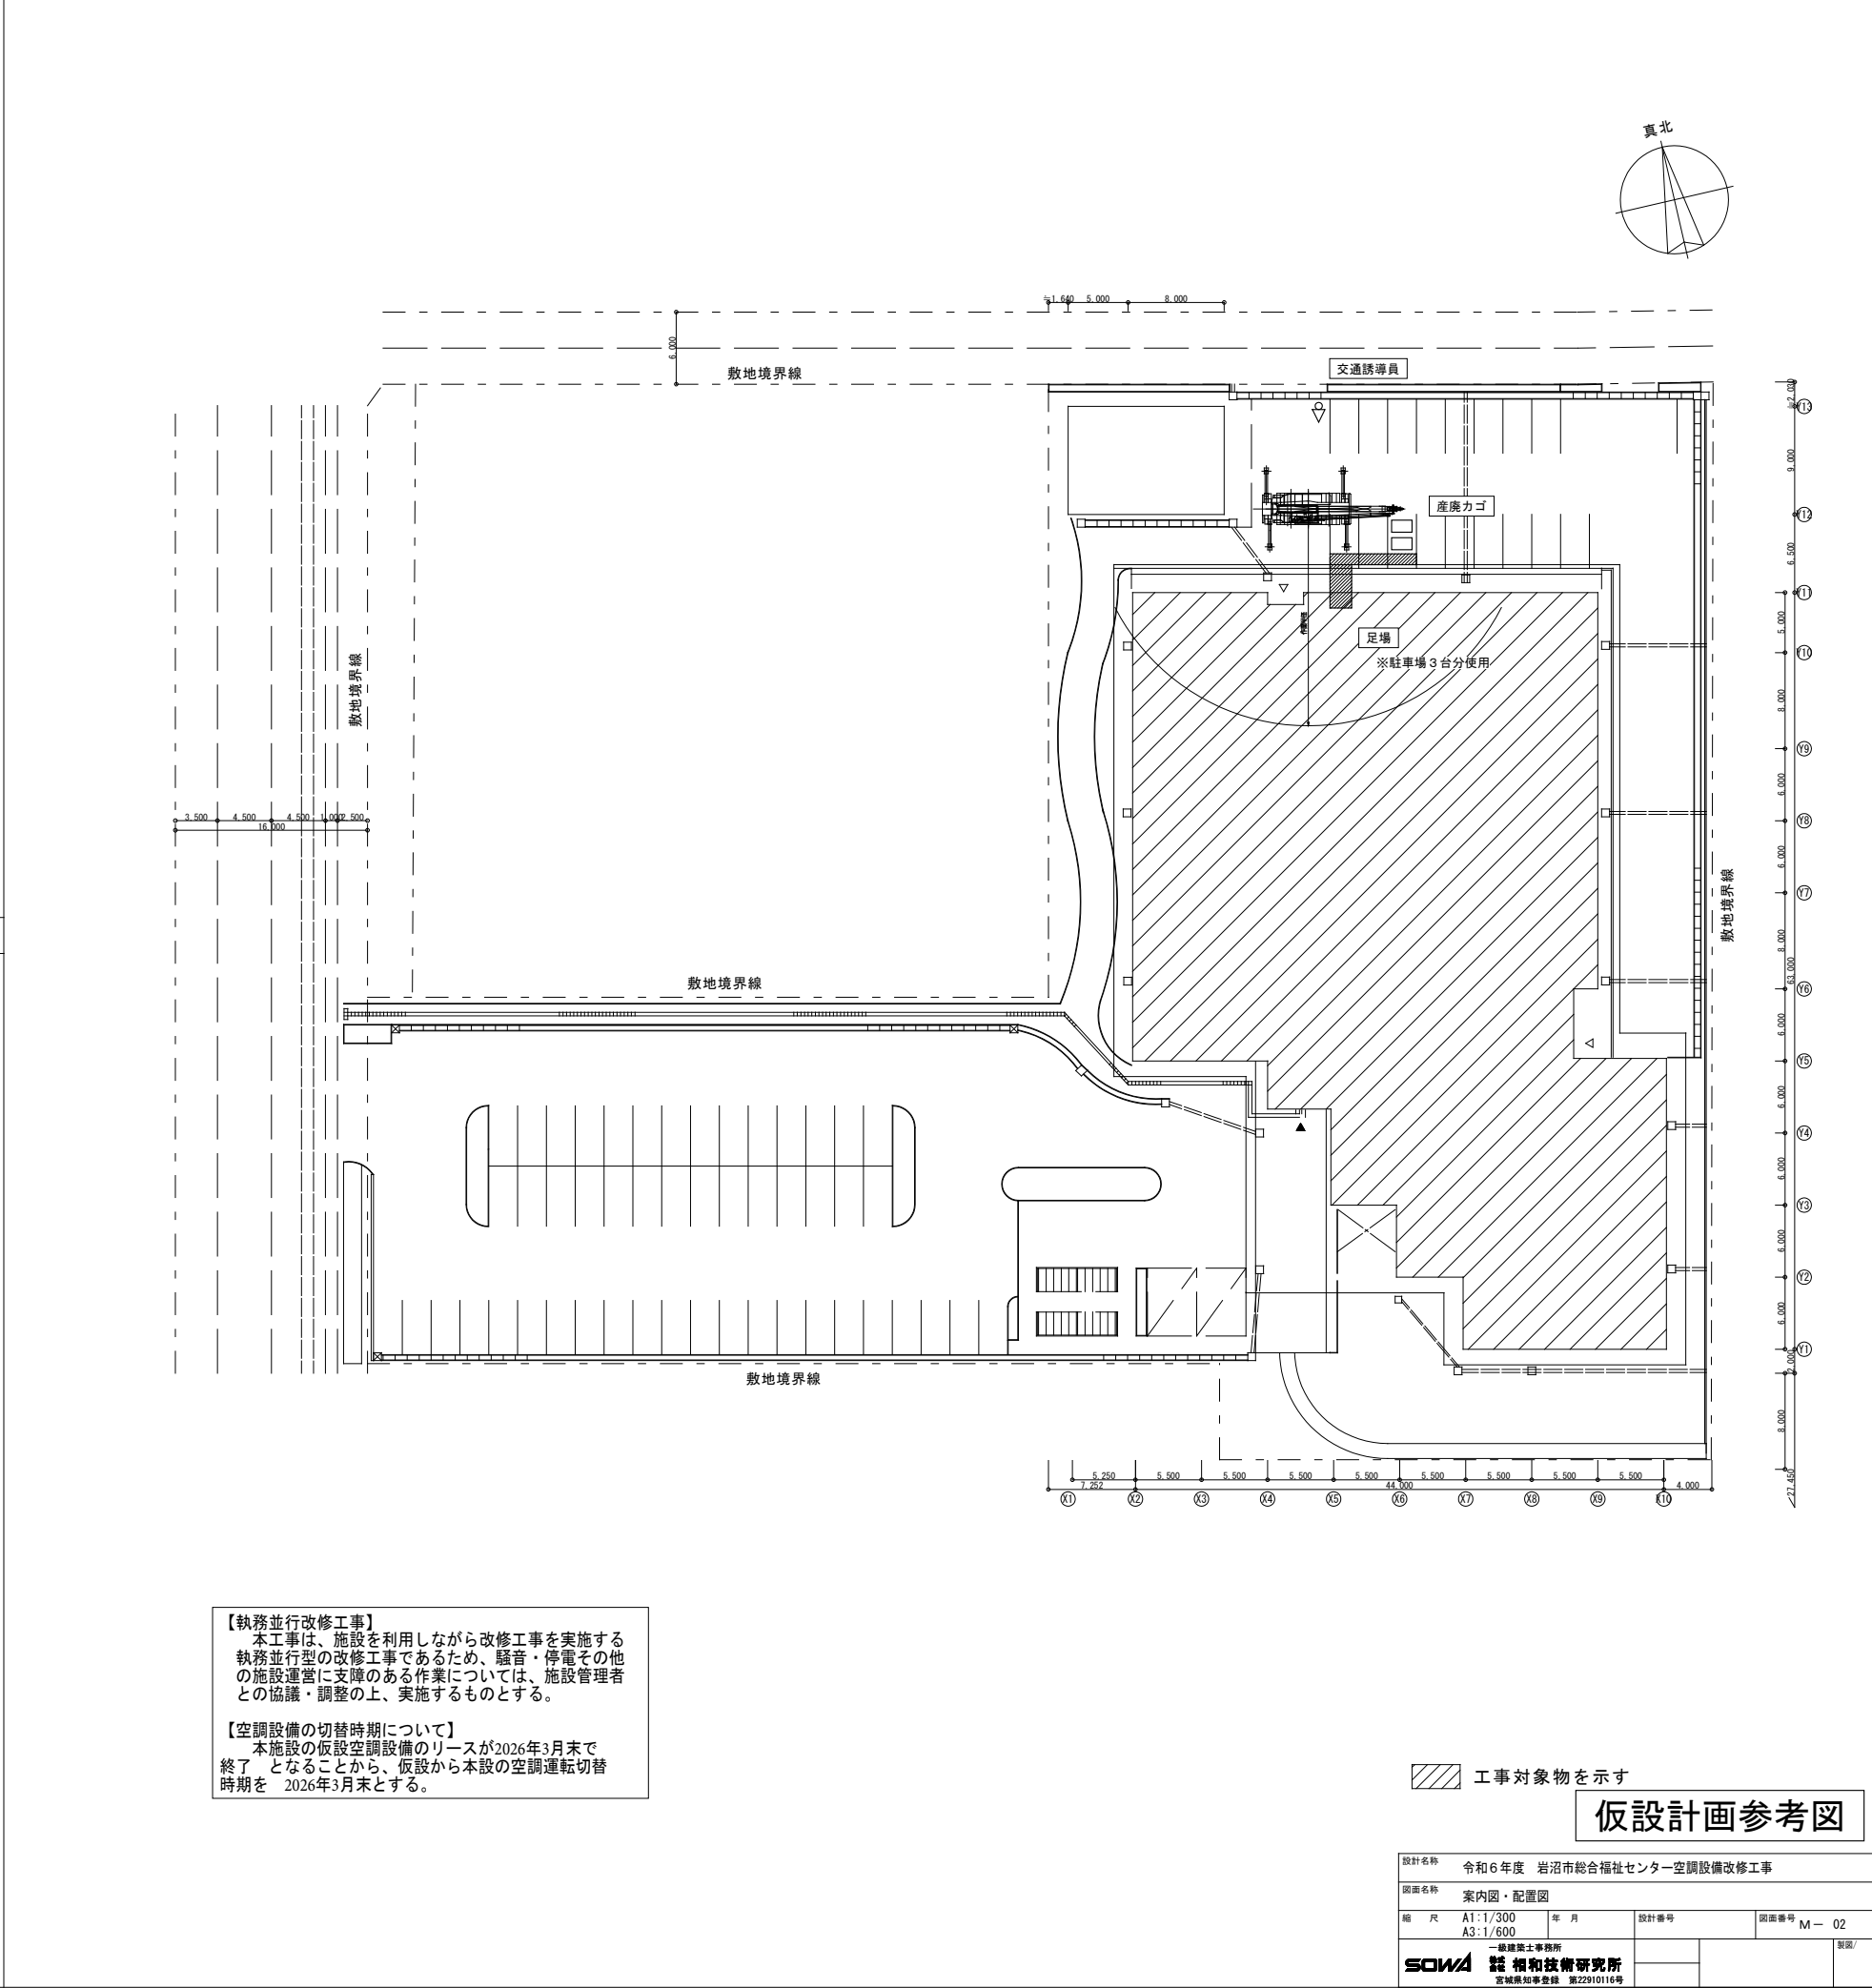 真北
≒1,640 5,000 8,000
6,000
敷地境界線
交通誘導員
≒2,030
Y13
9,000
産廃カゴ
Y12
6,500
Y11
5,000
足場
※駐車場3台分使用
Y10
敷地境界線
8,000
Y9
6,000
3,500 4,500 4,500 1,000 2,500
16,000
Y8
6,000
Y7
敷地境界線
8,000
63,000
敷地境界線
Y6
6,000
Y5
6,000
Y4
6,000
Y3
6,000
Y2
6,000
Y1
2,000
敷地境界線
8,000
5,250 5,500 5,500 5,500 5,500 5,500 5,500 5,500 5,500
7,252 44,000 4,000
27,450
X1 X2 X3 X4 X5 X6 X7 X8 X9 X10
【執務並行改修工事】
本工事は、施設を利用しながら改修工事を実施する
執務並行型の改修工事であるため、騒音・停電その他
の施設運営に支障のある作業については、施設管理者
との協議・調整の上、実施するものとする。
【空調設備の切替時期について】
本施設の仮設空調設備のリースが2026年3月末で
終了 となることから、仮設から本設の空調運転切替
時期を 2026年3月末とする。
工事対象物を示す
仮設計画参考図
設計名称 令和6年度 岩沼市総合福祉センター空調設備改修工事
図面名称 案内図・配置図
縮 尺 A1:1/300 年 月 設計番号 図面番号 M－ 02
A3:1/600
一級建築士事務所 製図/
SOWA 株式会社 相和技術研究所
宮城県知事登録 第22910116号